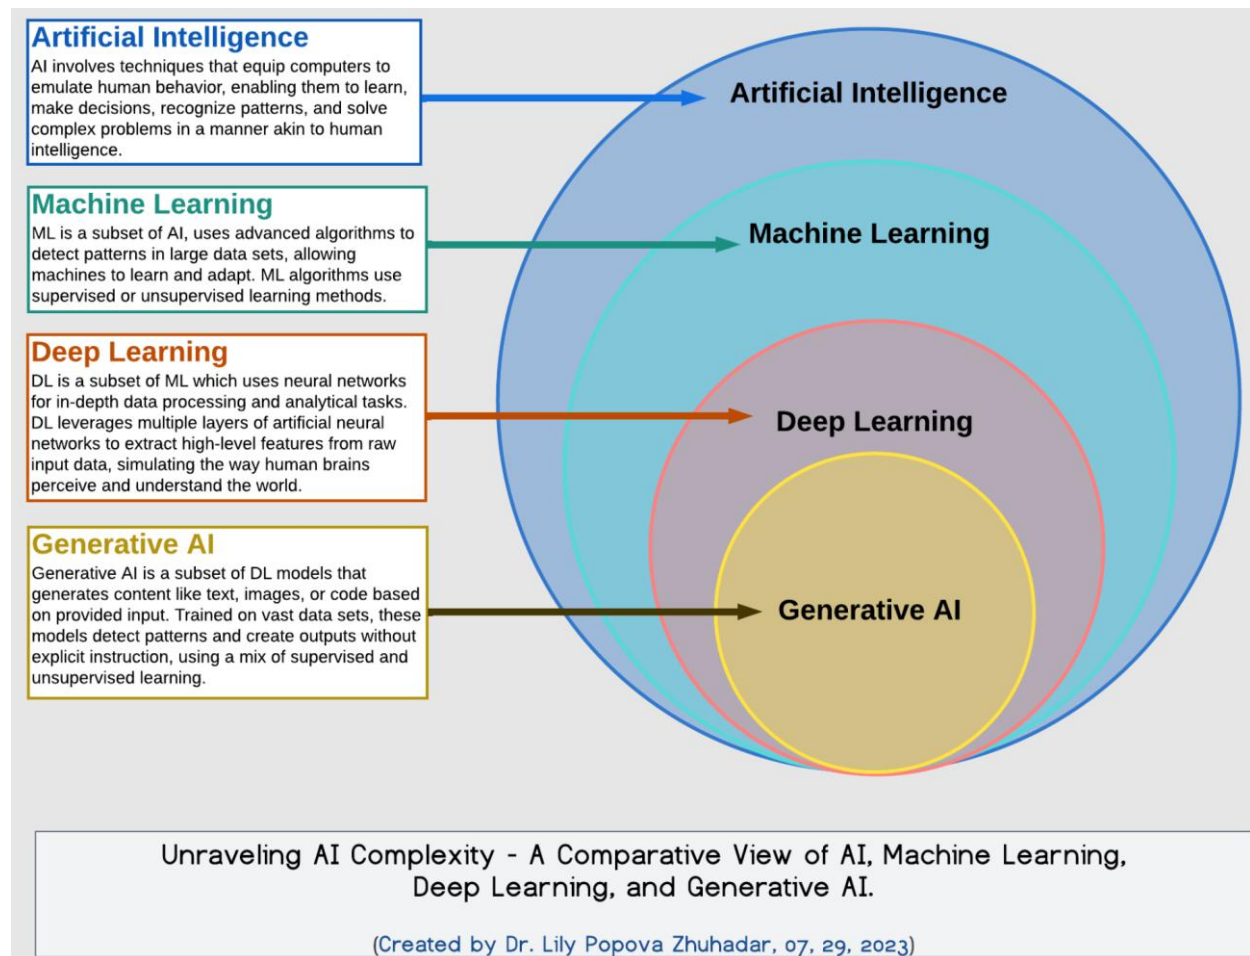 Artificial Intelligence
AI involves techniques that equip computers to
emulate human behavior, enabling them to learn,
make decisions, recognize patterns, and solve
complex problems in a manner akin to human
intelligence.
Machine Learning
ML is a subset of AI, uses advanced algorithms to
detect patterns in large data sets, allowing
machines to learn and adapt. ML algorithms use
supervised or unsupervised learning methods.
Deep Learning
DL is a subset of ML which uses neural networks
for in-depth data processing and analytical tasks.
DL leverages multiple layers of artificial neural
networks to extract high-level features from raw
input data, simulating the way human brains
perceive and understand the world.
Generative AI
Generative AI is a subset of DL models that
generates content like text, images, or code based
on provided input. Trained on vast data sets, these
models detect patterns and create outputs without
explicit instruction, using a mix of supervised and
unsupervised learning.
Artificial Intelligence
Machine Learning
Deep Learning
Generative AI
Unraveling AI Complexity - A Comparative View of AI, Machine Learning,
Deep Learning, and Generative AI.
(Created by Dr. Lily Popova Zhuhadar, 07, 29, 2023)